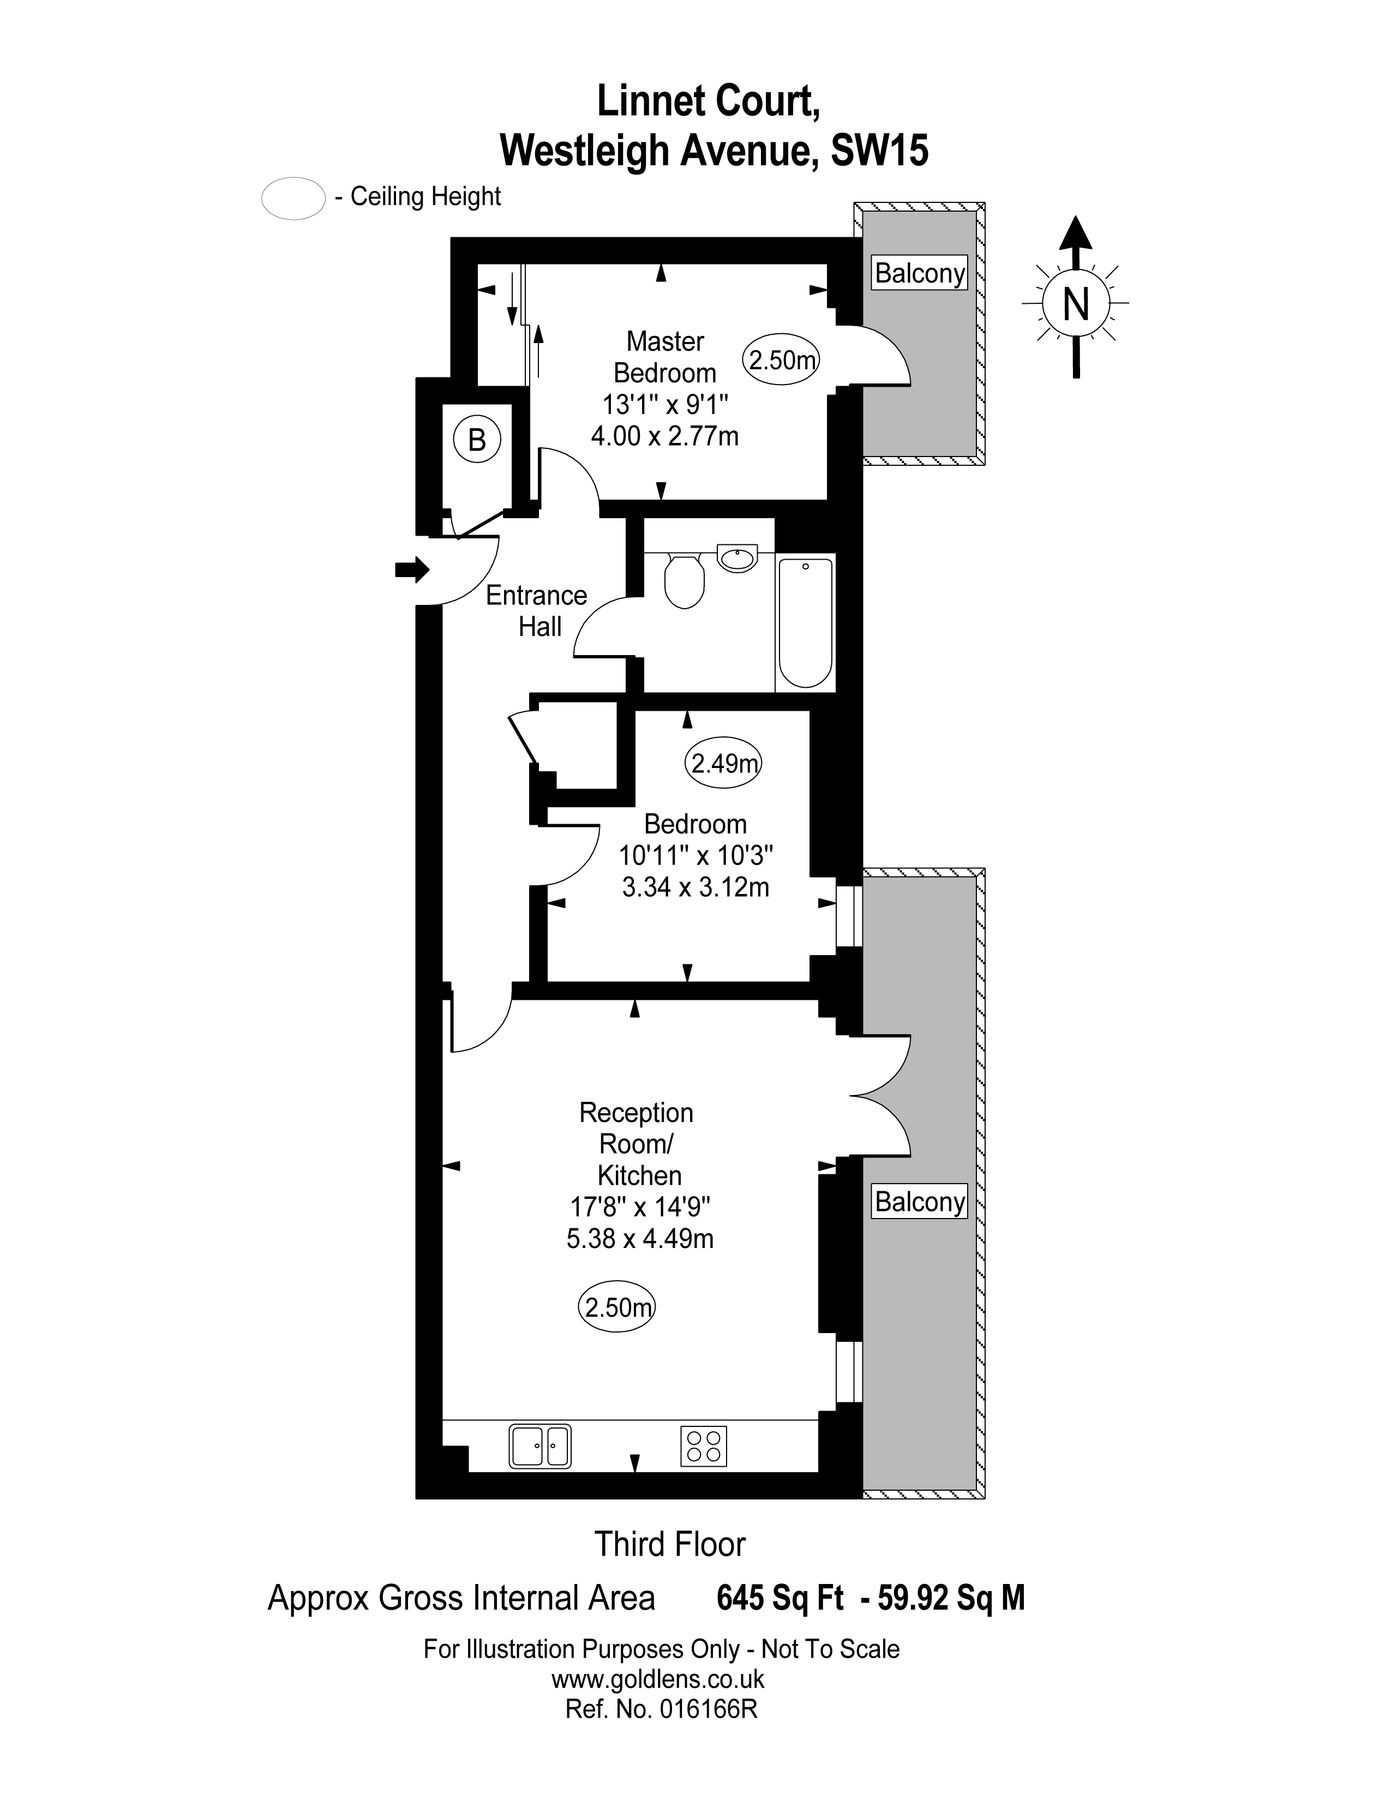 Linnet Court,
Westleigh Avenue, SW15
- Ceiling Height
Balcony
N
Master
Bedroom
13'1" x 9'1"
4.00 x 2.77m
2.50m
B
Entrance
Hall
2.49m
Bedroom
10'11" x 10'3"
3.34 x 3.12m
Reception
Room/
Kitchen
17'8" x 14'9"
5.38 x 4.49m
Balcony
2.50m
Third Floor
Approx Gross Internal Area 645 Sq Ft - 59.92 Sq M
For Illustration Purposes Only - Not To Scale
www.goldlens.co.uk
Ref. No. 016166R